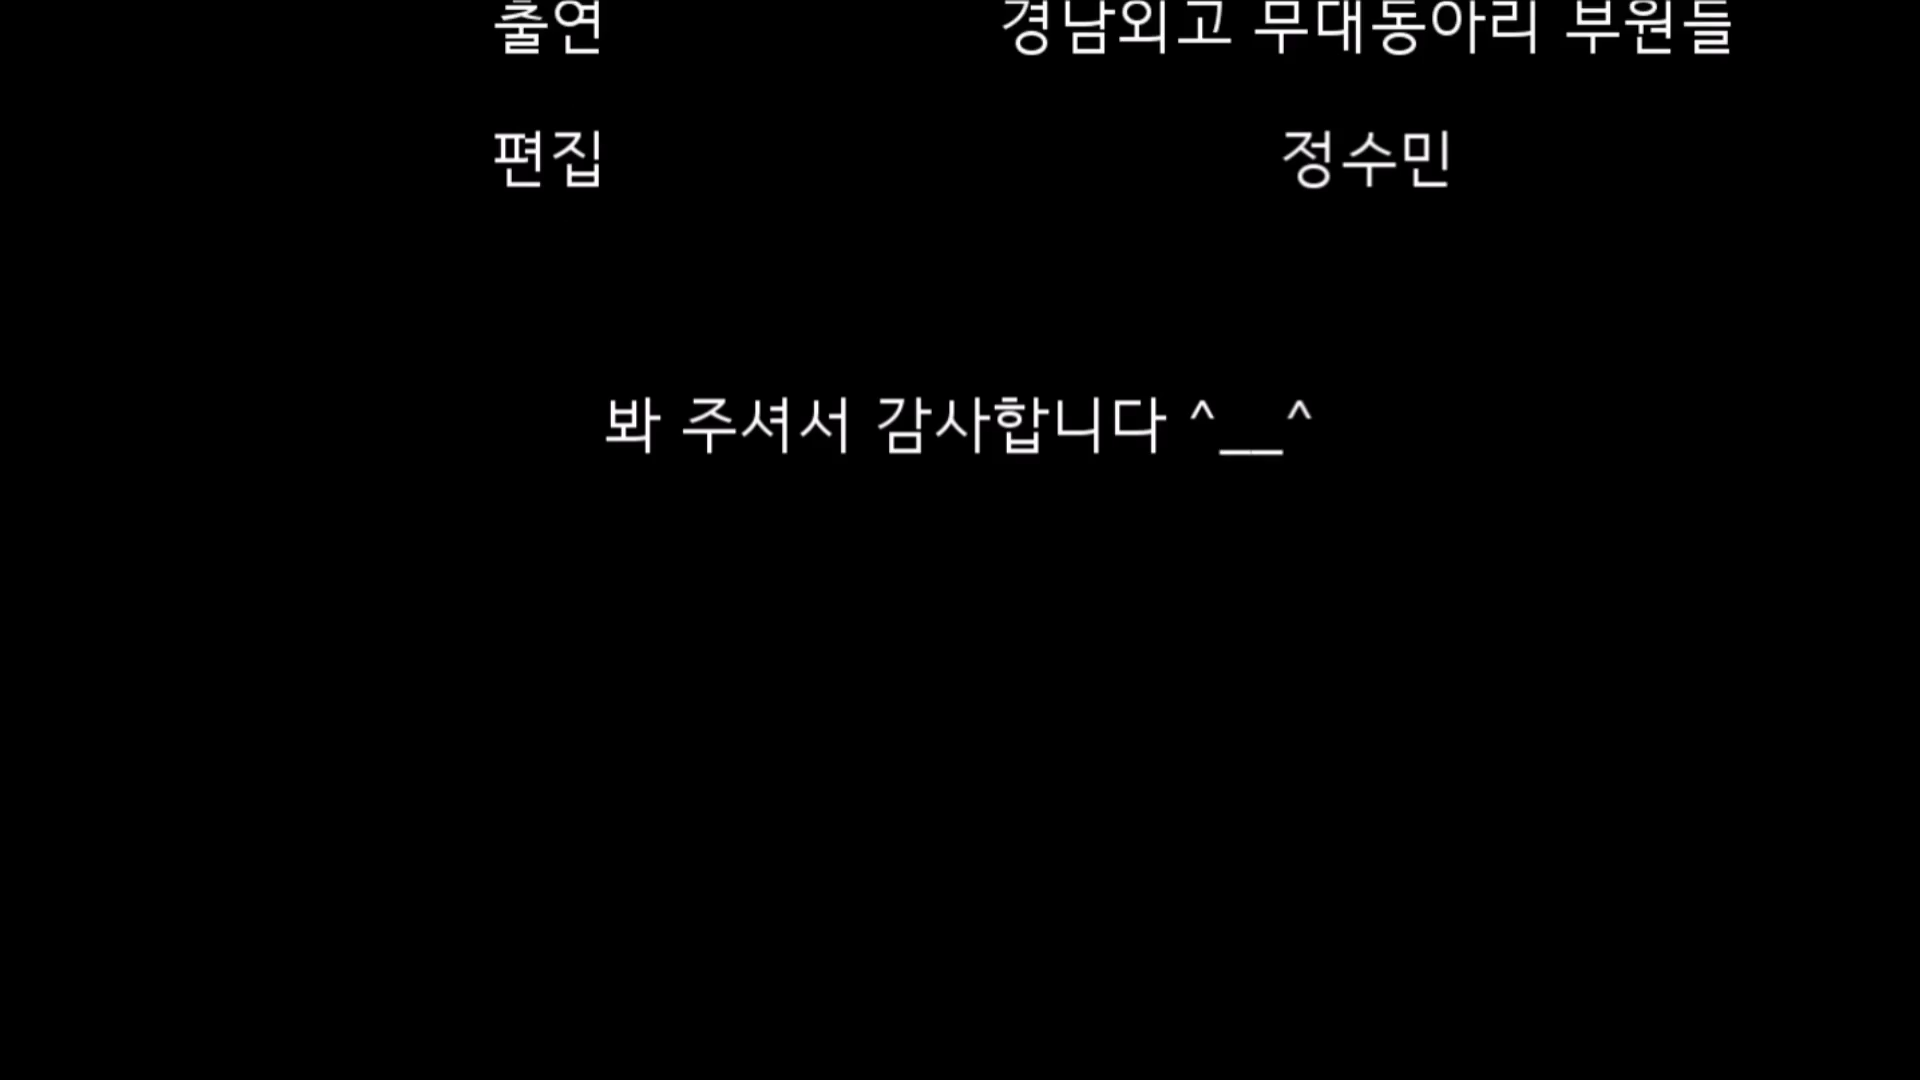 출연 경남외고 무대동아리 부원들
편집 정수민
봐 주셔서 감사합니다 ^__^